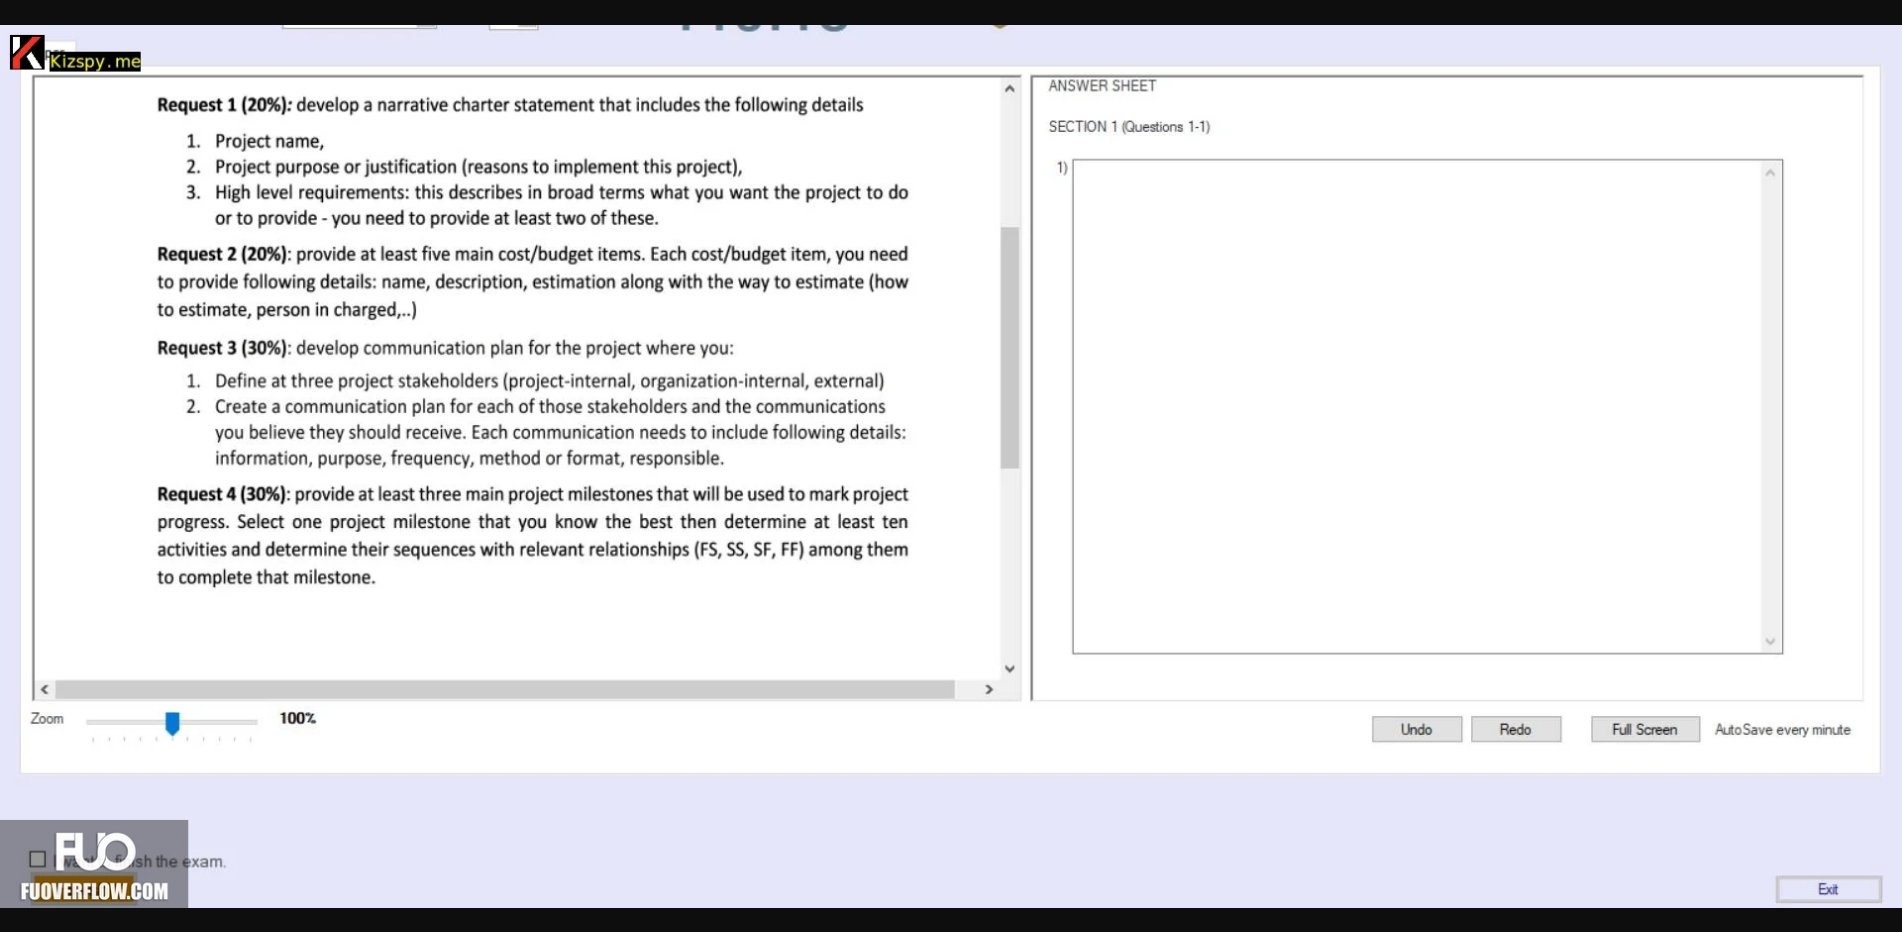 Kizspy.me
Request 1 (20%): develop a narrative charter statement that includes the following details
1. Project name,
2. Project purpose or justification (reasons to implement this project),
3. High level requirements: this describes in broad terms what you want the project to do
or to provide - you need to provide at least two of these.
Request 2 (20%): provide at least five main cost/budget items. Each cost/budget item, you need
to provide following details: name, description, estimation along with the way to estimate (how
to estimate, person in charged,..)
Request 3 (30%): develop communication plan for the project where you:
1. Define at three project stakeholders (project-internal, organization-internal, external)
2. Create a communication plan for each of those stakeholders and the communications
you believe they should receive. Each communication needs to include following details:
information, purpose, frequency, method or format, responsible.
Request 4 (30%): provide at least three main project milestones that will be used to mark project
progress. Select one project milestone that you know the best then determine at least ten
activities and determine their sequences with relevant relationships (FS, SS, SF, FF) among them
to complete that milestone.
Zoom
100%
ANSWER SHEET
SECTION 1 (Questions 1-1)
1)
Undo
Redo
Full Screen
AutoSave every minute
FUO
the exam.
FUOVERFLOW.COM
Exit